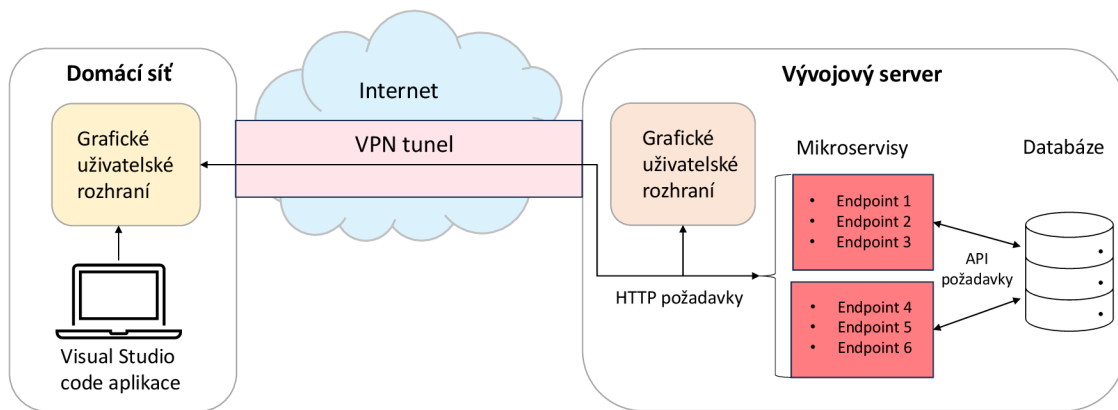 Domácí síť
Grafické
uživatelské
rozhraní
Visual Studio
code aplikace
Internet
VPN tunel
Vývojový server
Grafické
uživatelské
rozhraní
HTTP požadavky
Mikroservisy
• Endpoint 1
• Endpoint 2
• Endpoint 3
• Endpoint 4
• Endpoint 5
• Endpoint 6
API
požadavky
Databáze